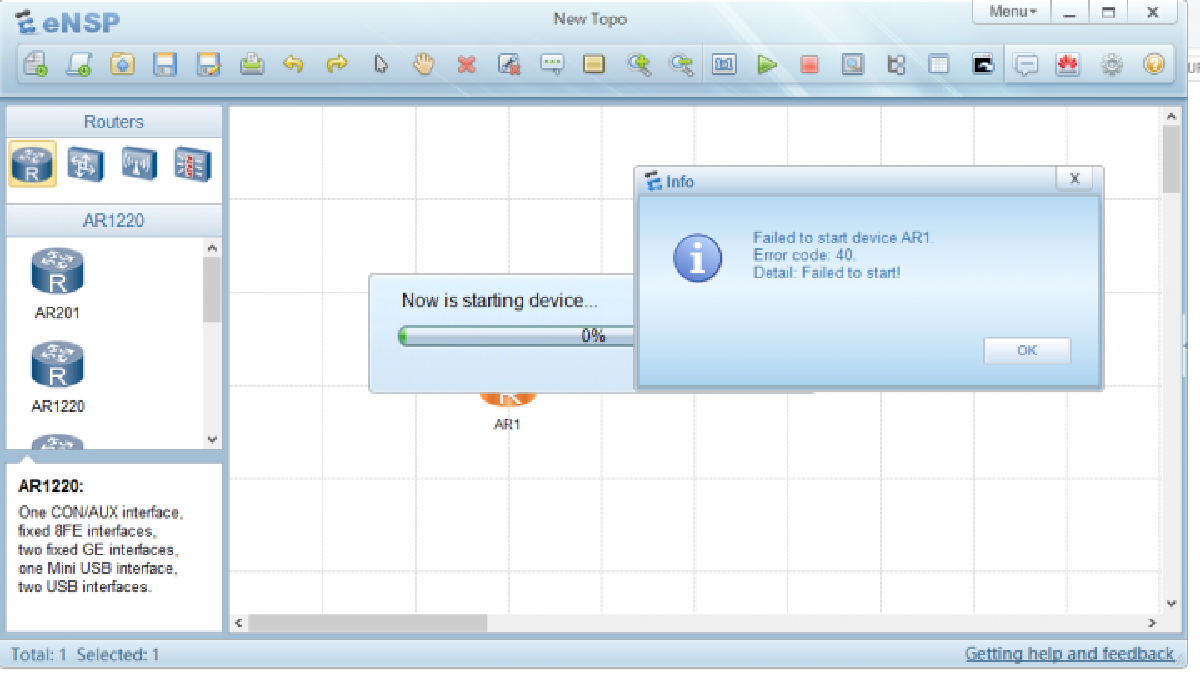 eNSP
New Topo
Menu
Routers
R
AR1220
R
AR201
R
AR1220
AR1220:
One CON/AUX interface,
fixed 8FE interfaces,
two fixed GE interfaces,
one Mini USB interface,
two USB interfaces.
Now is starting device...
0%
R
AR1
Info
X
Failed to start device AR1.
Error code: 40.
Detail: Failed to start!
OK
Total: 1 Selected: 1
Getting help and feedback